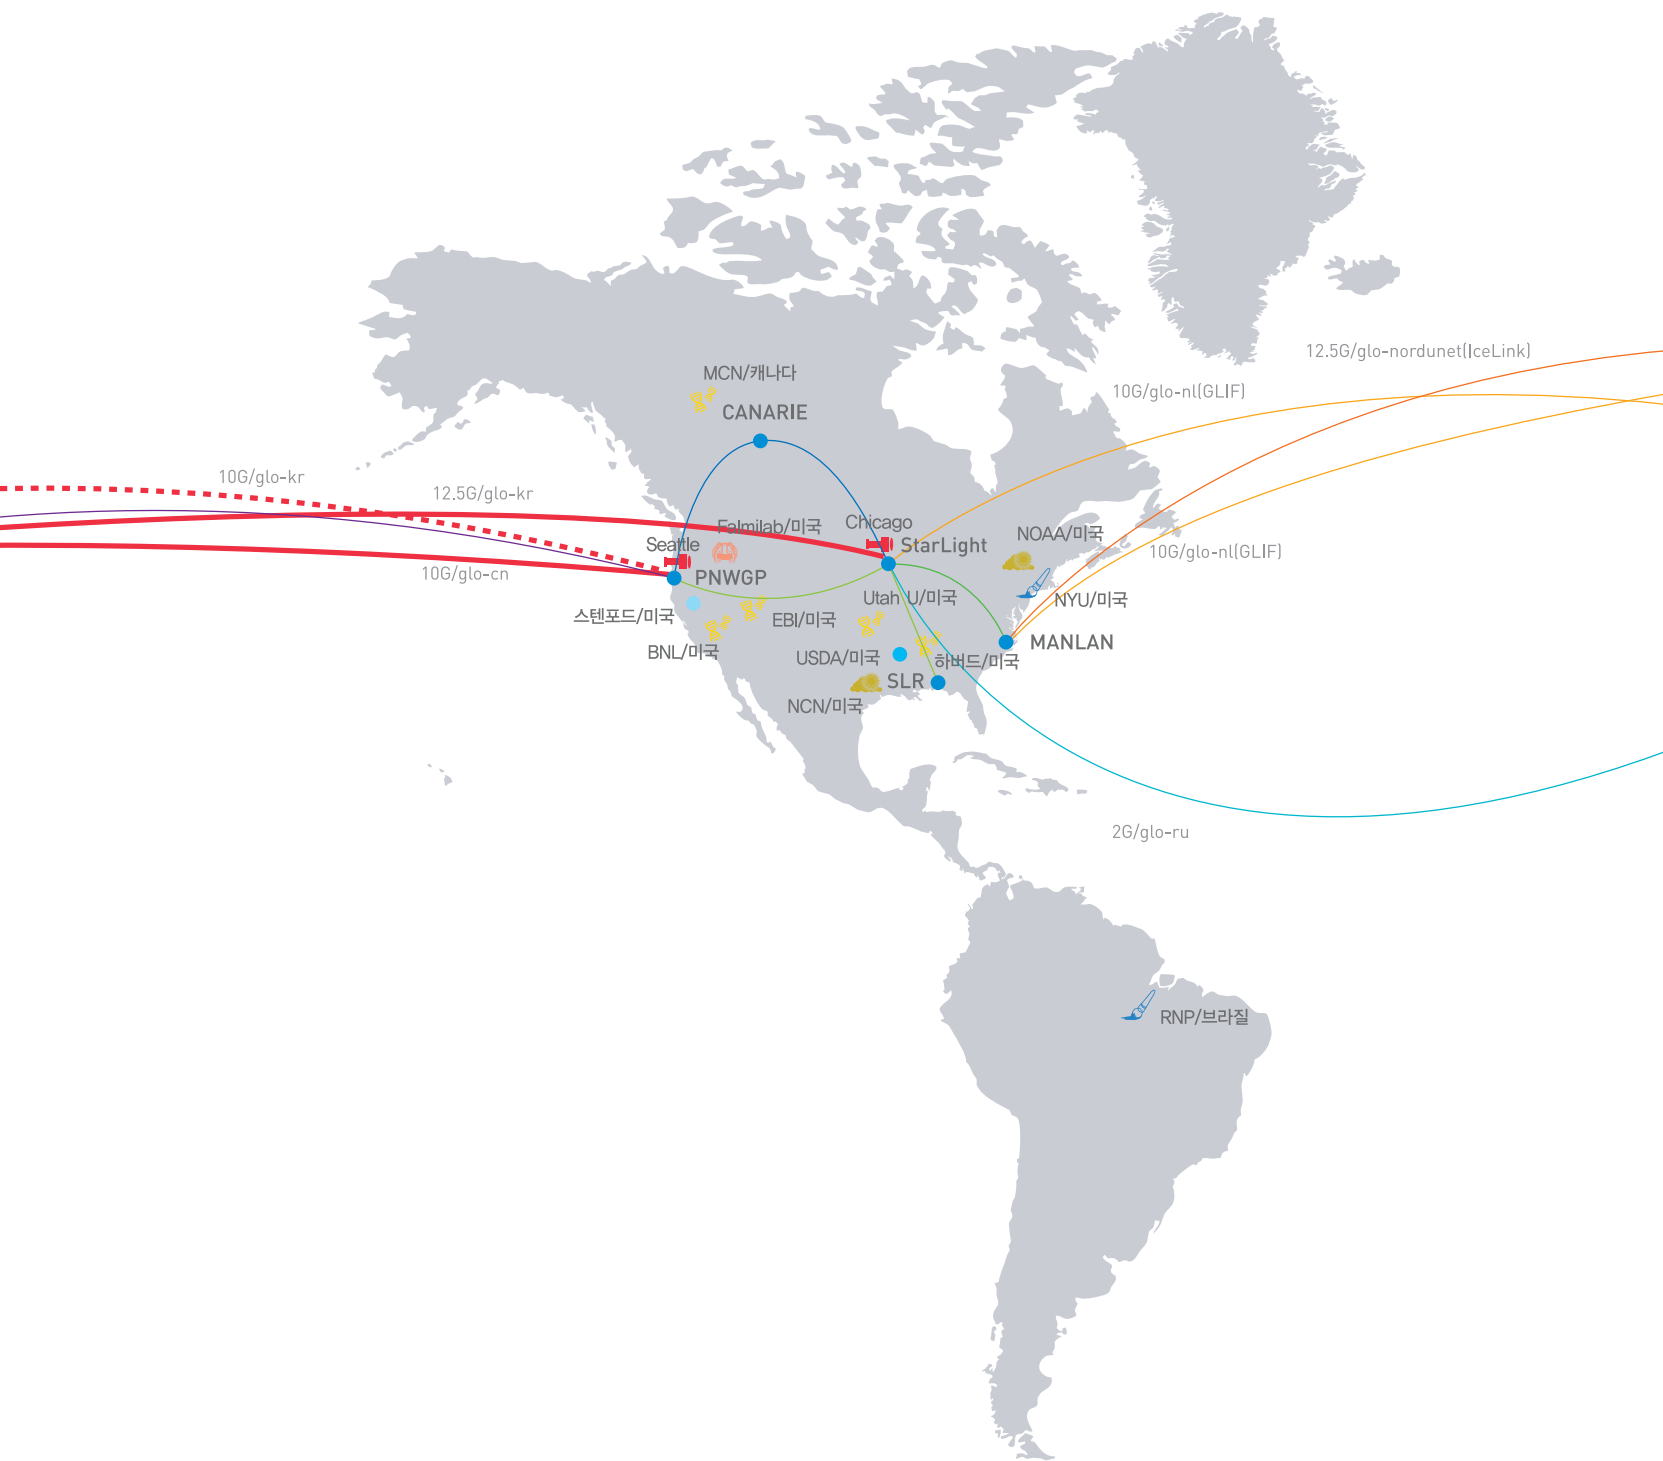 12.5G/glo-nordunet(IceLink)
MCN/캐나다
10G/glo-nl(GLIF)
CANARIE
10G/glo-kr
12.5G/glo-kr
Falmilab/미국
Chicago
NOAA/미국
Seattle
StarLight
10G/glo-nl(GLIF)
10G/glo-cn
PNWGP
Utah U/미국
NYU/미국
스텐포드/미국
EBI/미국
MANLAN
BNL/미국
USDA/미국
하버드/미국
SLR
NCN/미국
2G/glo-ru
RNP/브라질